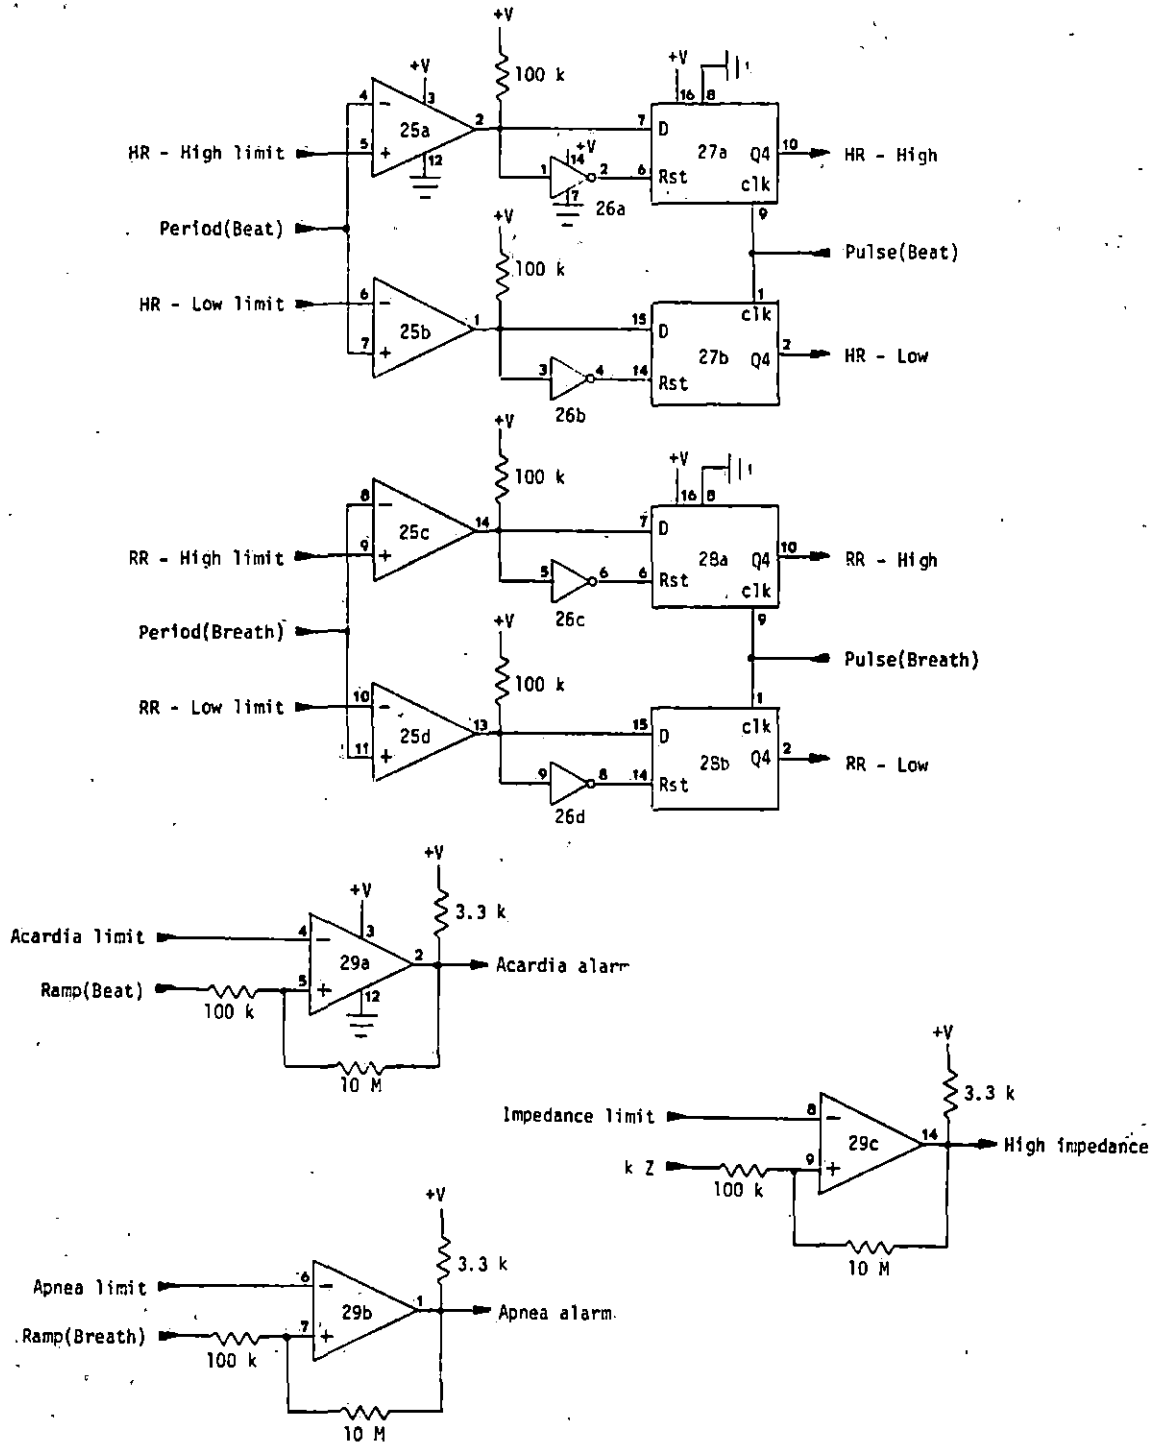 +V
100 k
+V
4
3
25a
2
5
12
HR - High limit
7
D
+V
16
8
27a
Q4
10
HR - High
clk
9
+V
14
1
2
7
26a
6
Rst
Period(Beat)
Pulse(Beat)
+V
100 k
HR - Low limit
6
25b
1
7
15
D
1
clk
27b
Q4
2
HR - Low
3
4
14
Rst
26b
+V
100 k
8
25c
14
9
RR - High limit
7
D
+V
16
8
28a
Q4
10
RR - High
clk
9
5
6
6
Rst
26c
Period(Breath)
Pulse(Breath)
+V
100 k
RR - Low limit
10
25d
13
11
15
D
1
clk
28b
Q4
2
RR - Low
9
8
14
Rst
26d
+V
3.3 k
+V
3
Acardia limit
4
29a
2
Acardia alarm
Ramp(Beat)
100 k
5
12
10 M
+V
3.3 k
Impedance limit
8
29c
14
High impedance
k Z
100 k
9
10 M
+V
3.3 k
Apnea limit
6
29b
1
Apnea alarm
Ramp(Breath)
100 k
7
10 M